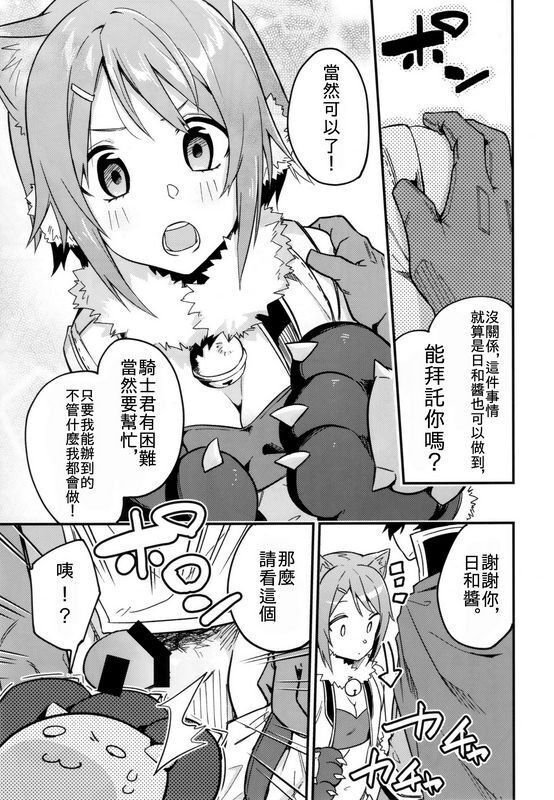 ポン
沒關係，這件事情
就算是日和醬也可以做到，
能拜託你嗎？
當然可以了！
騎士君有困難
當然要幫忙，
只要我能辦到的
不管什麼我都會做！
謝謝你，
日和醬。
カチャ
カチャ
那麼
請看這個
ポロン
咦！？